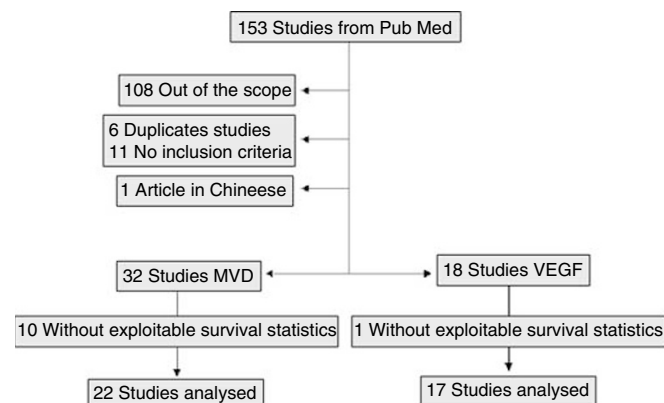 153 Studies from Pub Med
108 Out of the scope
6 Duplicates studies
11 No inclusion criteria
1 Article in Chineese
32 Studies MVD
18 Studies VEGF
10 Without exploitable survival statistics
1 Without exploitable survival statistics
22 Studies analysed
17 Studies analysed